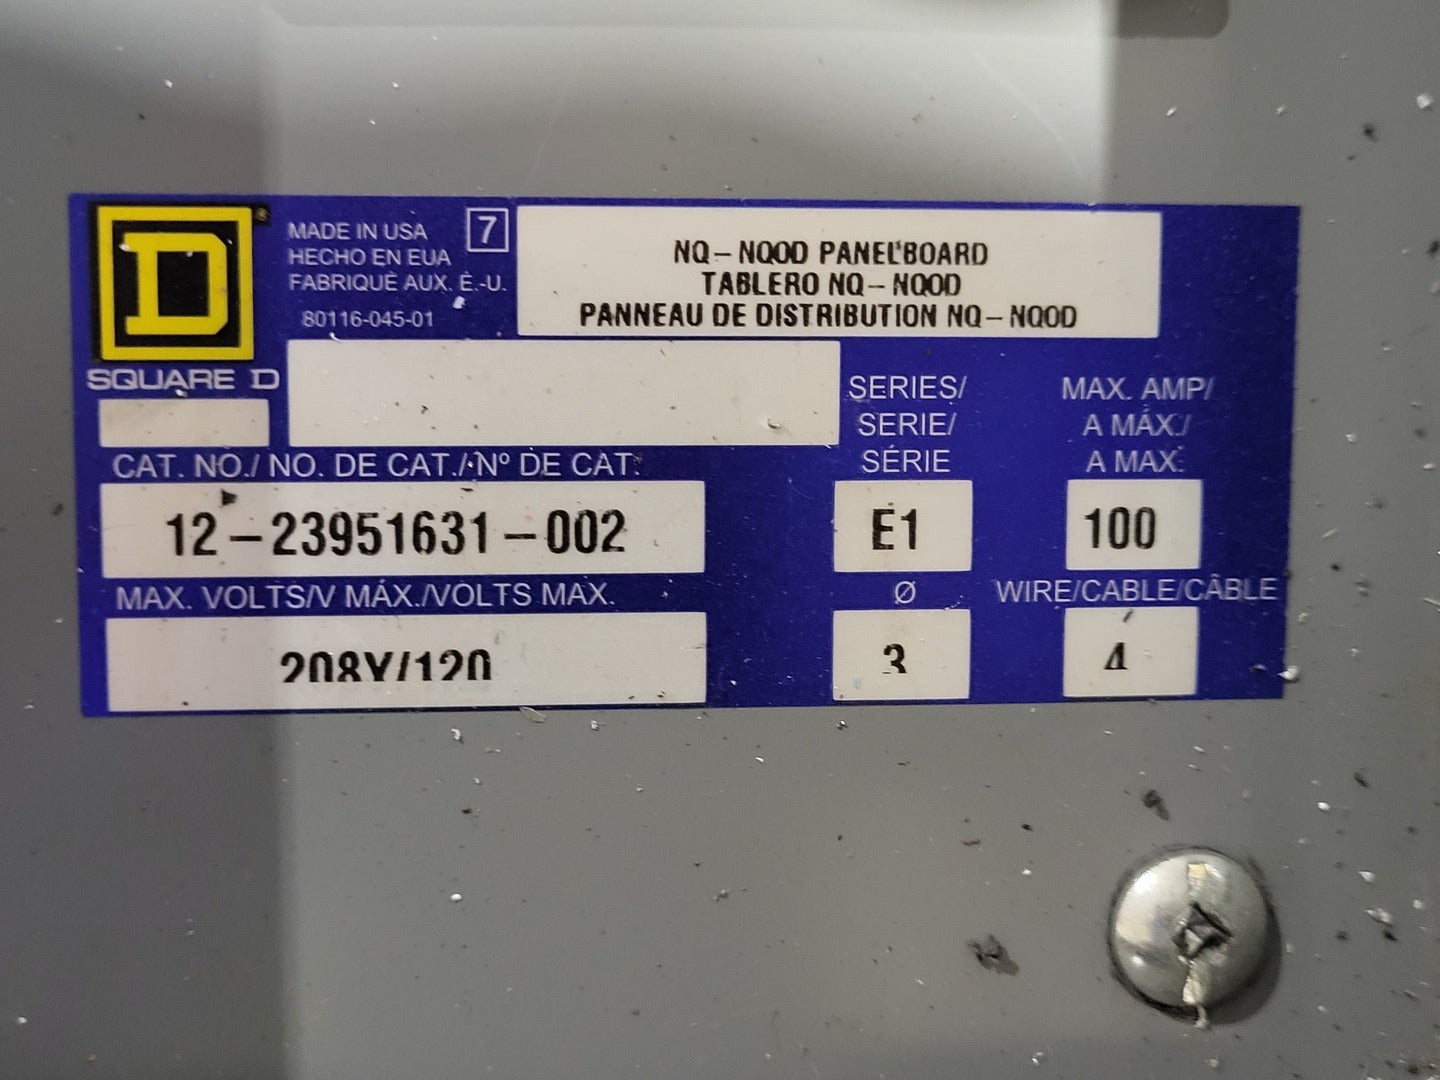 D®
SQUARE D
MADE IN USA
HECHO EN EUA
FABRIQUÉ AUX. É.-U.
80116-045-01
7
NQ-NQOD PANELBOARD
TABLERO NQ-NQOD
PANNEAU DE DISTRIBUTION NQ-NQOD
CAT. NO./ NO. DE CAT./ Nº DE CAT.
12-23951631-002
SERIES/
SERIE/
SÉRIE
E1
MAX. AMP/
A MÁX./
A MAX.
100
MAX. VOLTS/V MÁX./VOLTS MAX.
208Y/120
Ø
3
WIRE/CABLE/CÂBLE
4